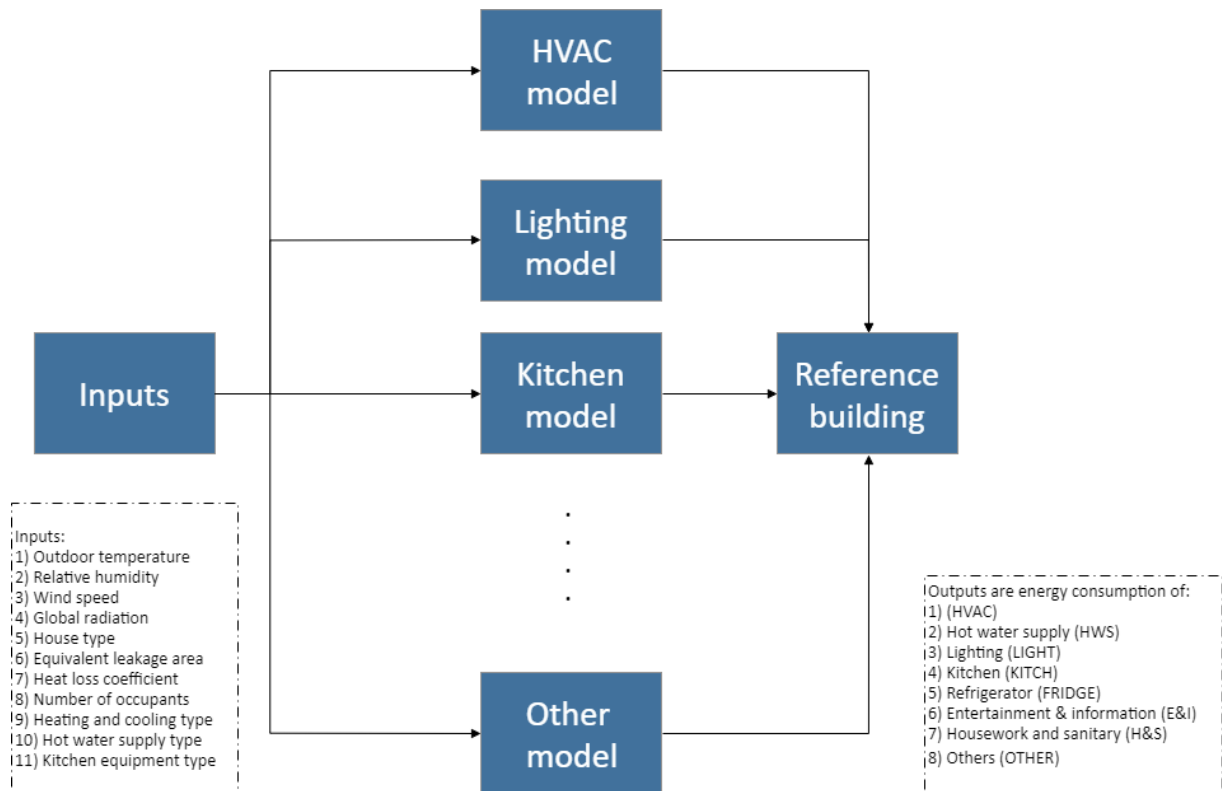 HVAC
model
Lighting
model
Inputs
Kitchen
model
Reference
building
Inputs:
1) Outdoor temperature
2) Relative humidity
3) Wind speed
4) Global radiation
5) House type
6) Equivalent leakage area
7) Heat loss coefficient
8) Number of occupants
9) Heating and cooling type
10) Hot water supply type
11) Kitchen equipment type
Other
model
Outputs are energy consumption of:
1) (HVAC)
2) Hot water supply (HWS)
3) Lighting (LIGHT)
4) Kitchen (KITCH)
5) Refrigerator (FRIDGE)
6) Entertainment & information (E&I)
7) Housework and sanitary (H&S)
8) Others (OTHER)